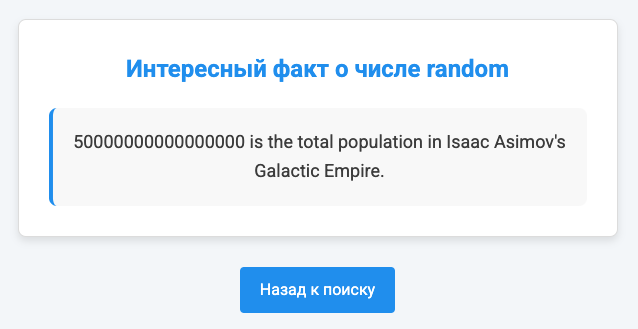 Интересный факт о числе random
50000000000000000 is the total population in Isaac Asimov's
Galactic Empire.
Назад к поиску